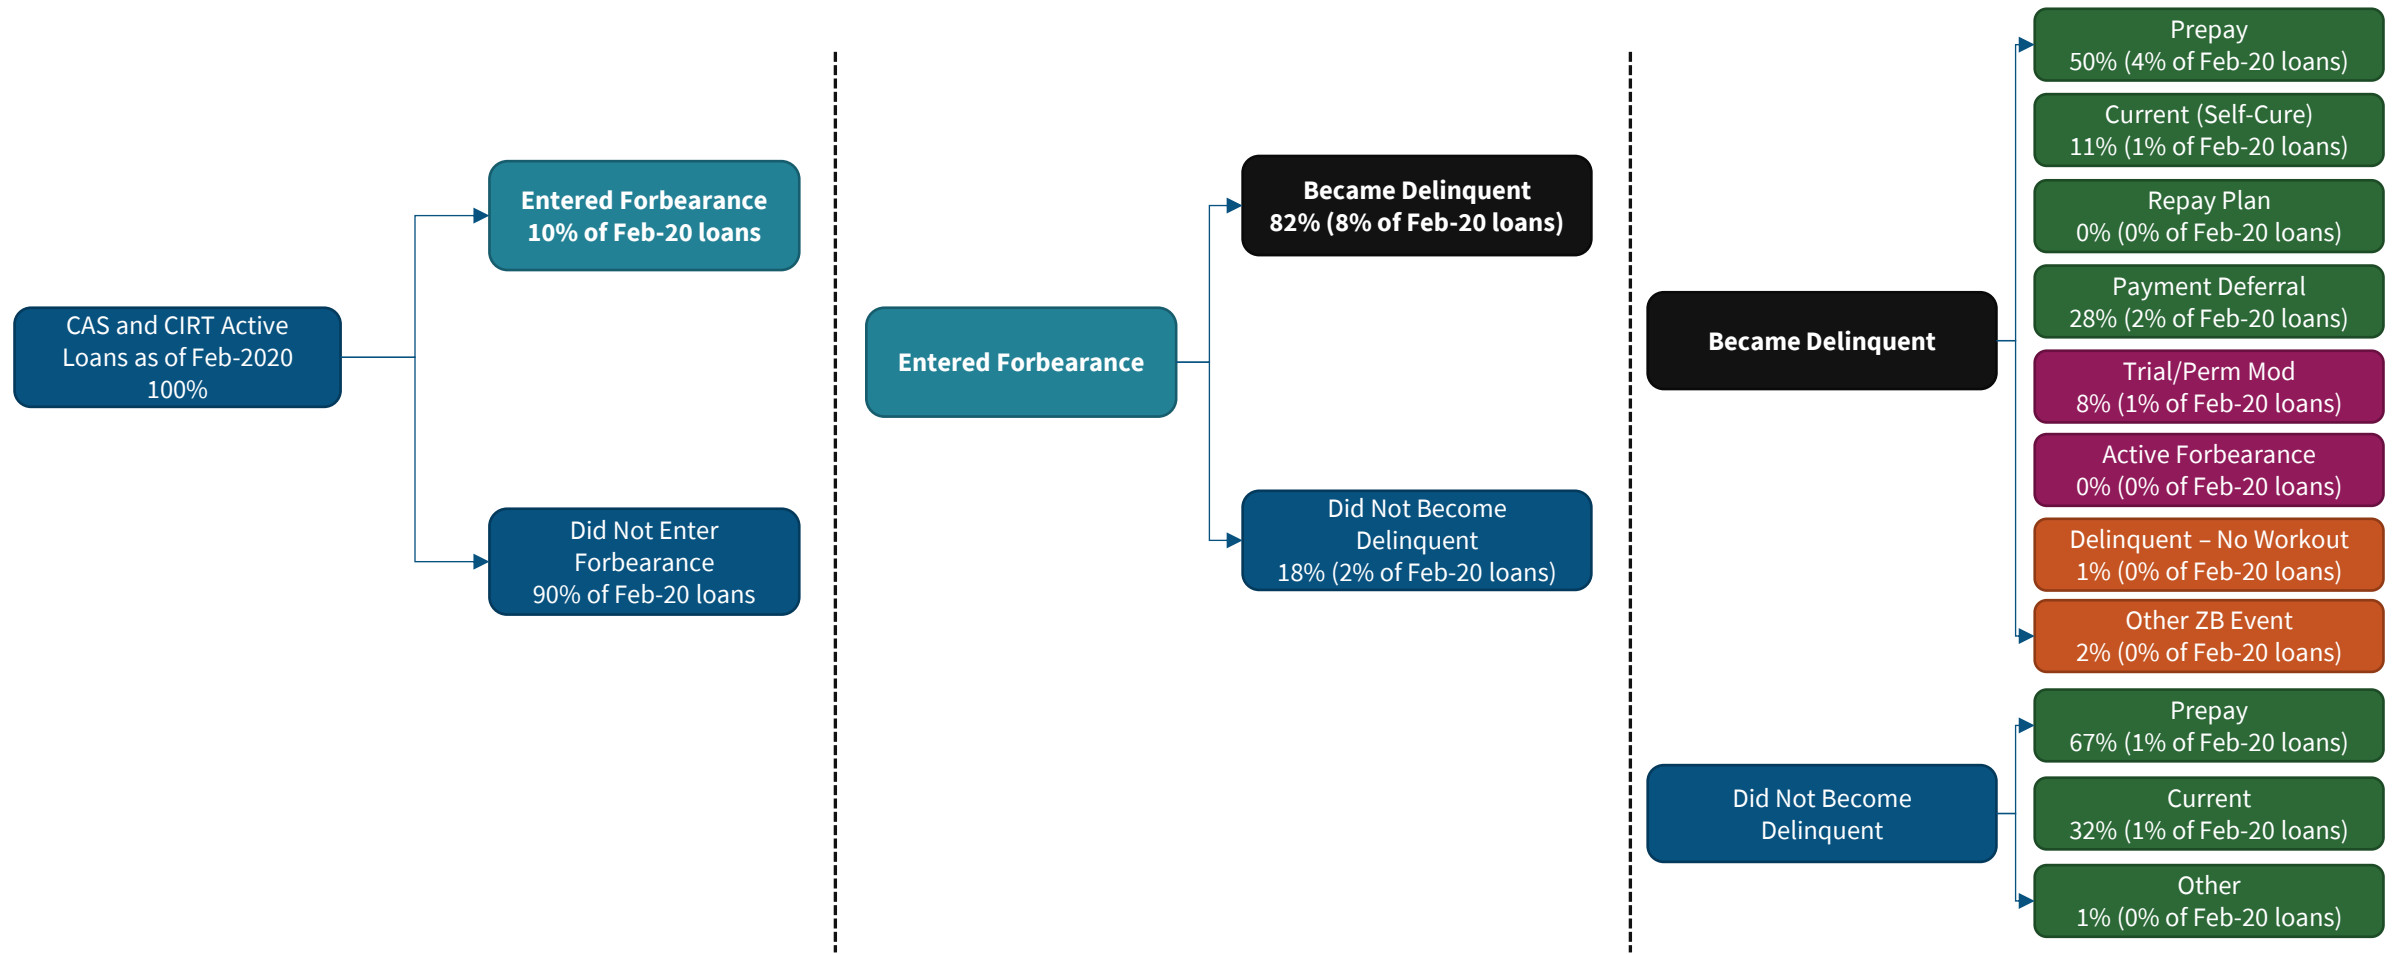 CAS and CIRT Active
Loans as of Feb-2020
100%
Entered Forbearance
10% of Feb-20 loans
Did Not Enter
Forbearance
90% of Feb-20 loans
Entered Forbearance
Became Delinquent
82% (8% of Feb-20 loans)
Did Not Become
Delinquent
18% (2% of Feb-20 loans)
Became Delinquent
Prepay
50% (4% of Feb-20 loans)
Current (Self-Cure)
11% (1% of Feb-20 loans)
Repay Plan
0% (0% of Feb-20 loans)
Payment Deferral
28% (2% of Feb-20 loans)
Trial/Perm Mod
8% (1% of Feb-20 loans)
Active Forbearance
0% (0% of Feb-20 loans)
Delinquent – No Workout
1% (0% of Feb-20 loans)
Other ZB Event
2% (0% of Feb-20 loans)
Did Not Become
Delinquent
Prepay
67% (1% of Feb-20 loans)
Current
32% (1% of Feb-20 loans)
Other
1% (0% of Feb-20 loans)